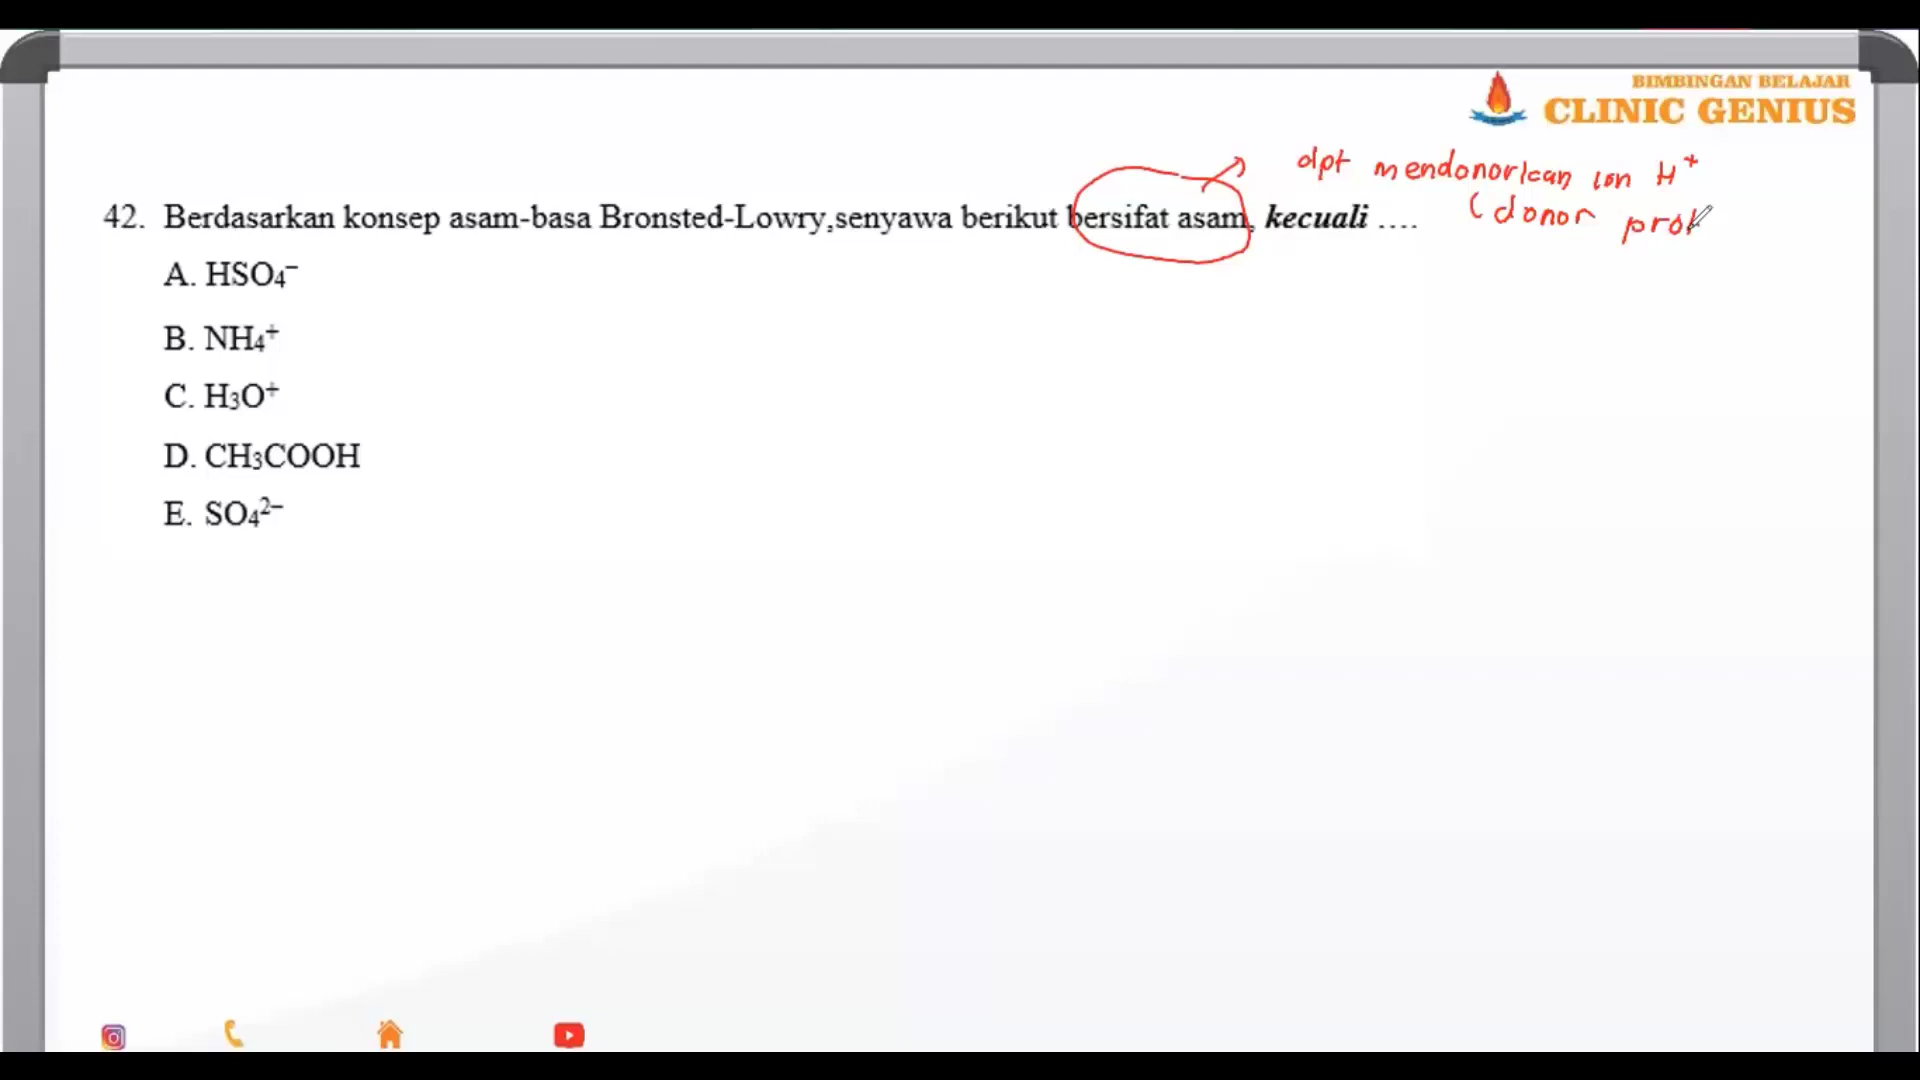 BIMBINGAN BELAJAR
CLINIC GENIUS
dpt mendonorkan ion H⁺
(donor
42. Berdasarkan konsep asam-basa Bronsted-Lowry,senyawa berikut bersifat asam, kecuali ....
A. HSO₄⁻
B. NH₄⁺
C. H₃O⁺
D. CH₃COOH
E. SO₄²⁻